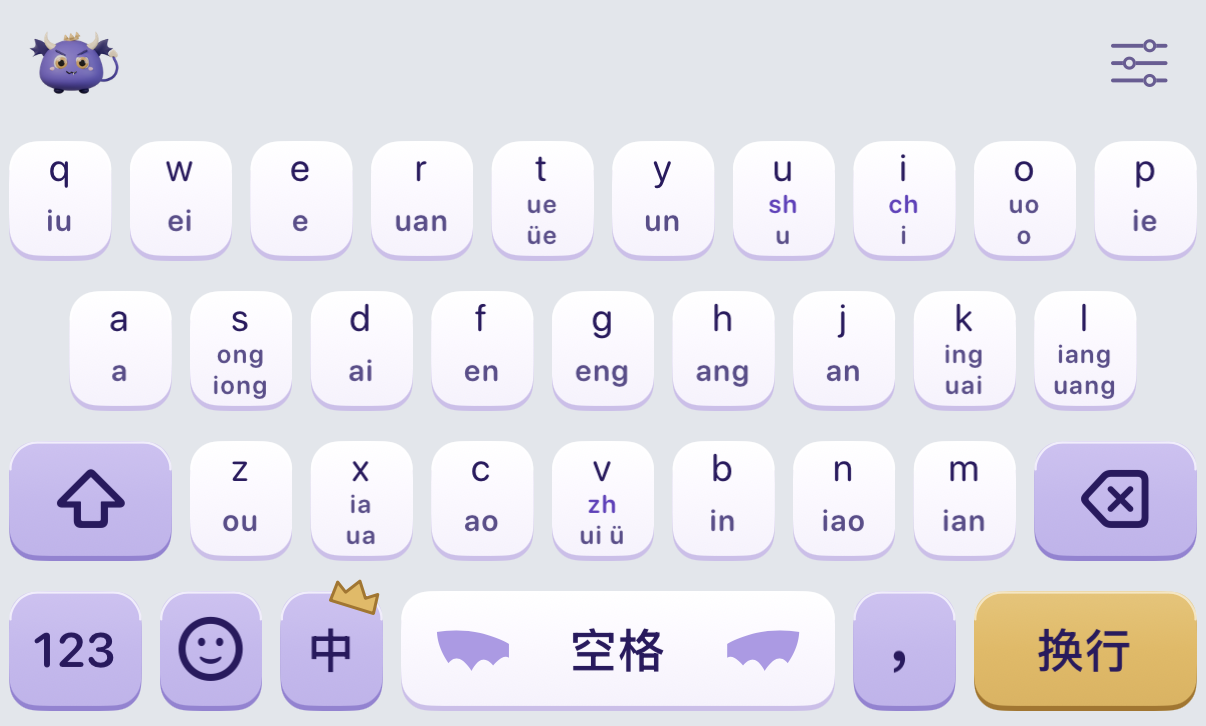 q w e r t y u i o p
iu ei e uan ue üe un sh u ch i uo o ie
a s d f g h j k l
a ong iong ai en eng ang an ing uai iang uang
z x c v b n m
ou ia ua ao zh ui ü in iao ian
123 中 空格 , 换行